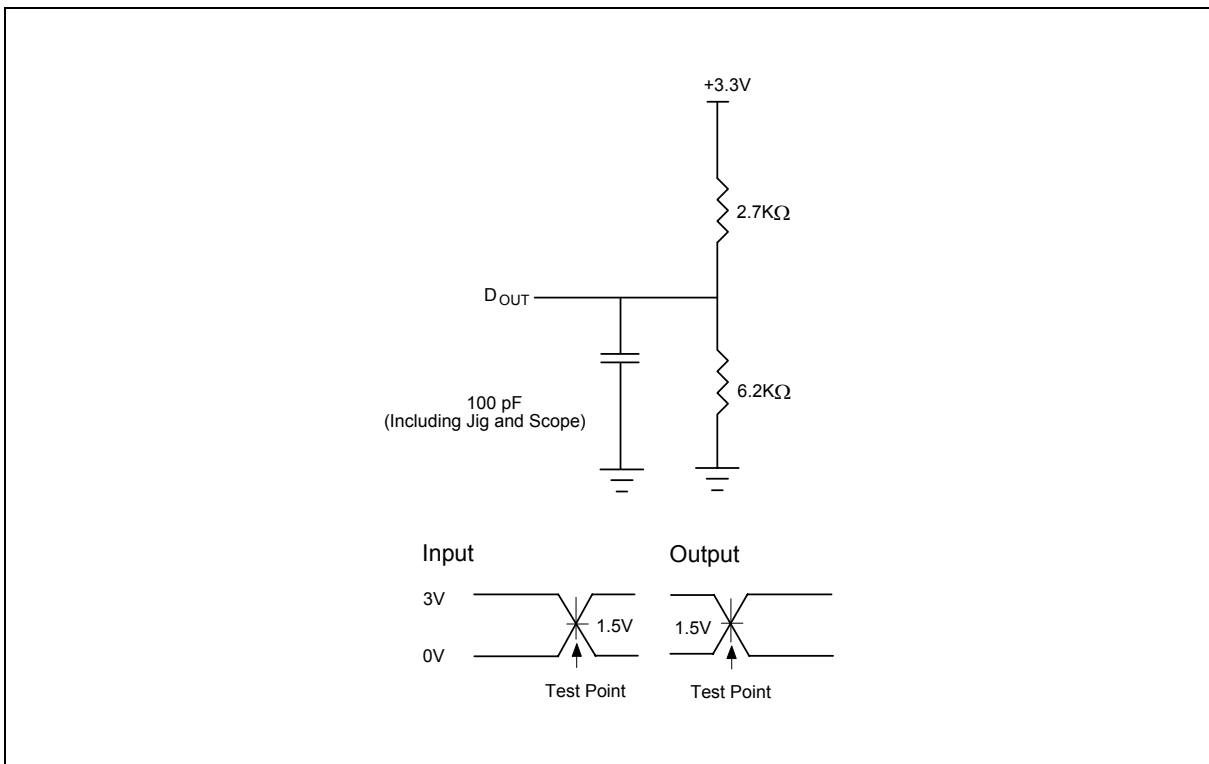 +3.3V
2.7KΩ
DOUT
6.2KΩ
100 pF
(Including Jig and Scope)
Input
Output
3V
1.5V
1.5V
0V
Test Point
Test Point